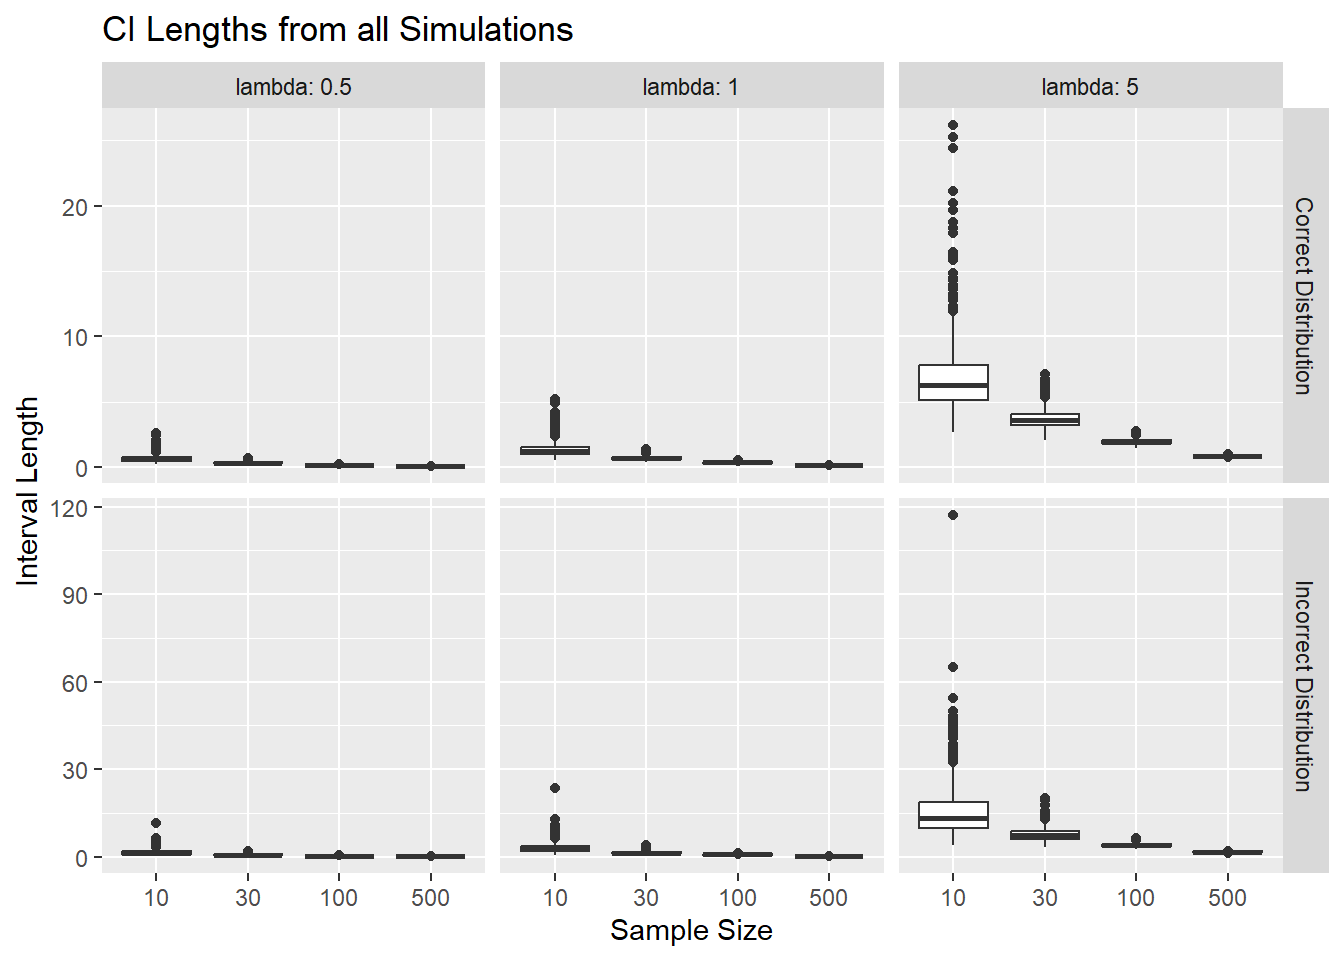 CI Lengths from all Simulations
lambda: 0.5
lambda: 1
lambda: 5
Interval Length
20
10
0
Correct Distribution
120
90
60
30
0
Incorrect Distribution
10 30 100 500
10 30 100 500
10 30 100 500
Sample Size